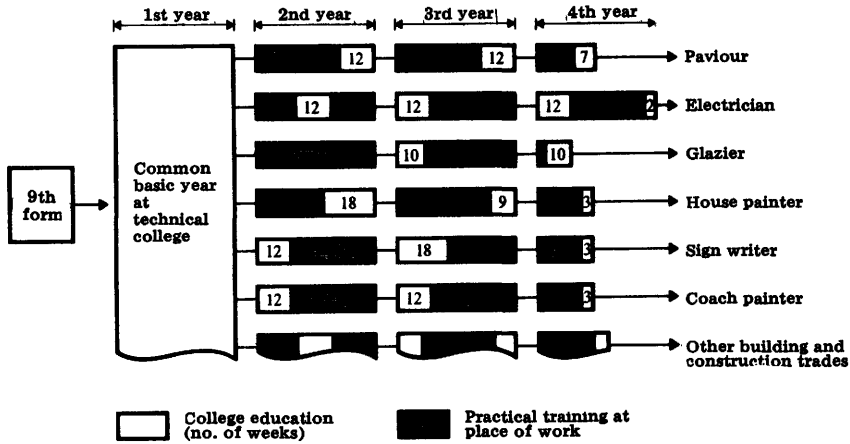 1st year 2nd year 3rd year 4th year
9th
form
Common
basic year
at
technical
college
12 12 7 Paviour
12 12 12 2 Electrician
10 10 Glazier
18 9 3 House painter
12 18 3 Sign writer
12 12 3 Coach painter
Other building and
construction trades
College education
(no. of weeks)
Practical training at
place of work